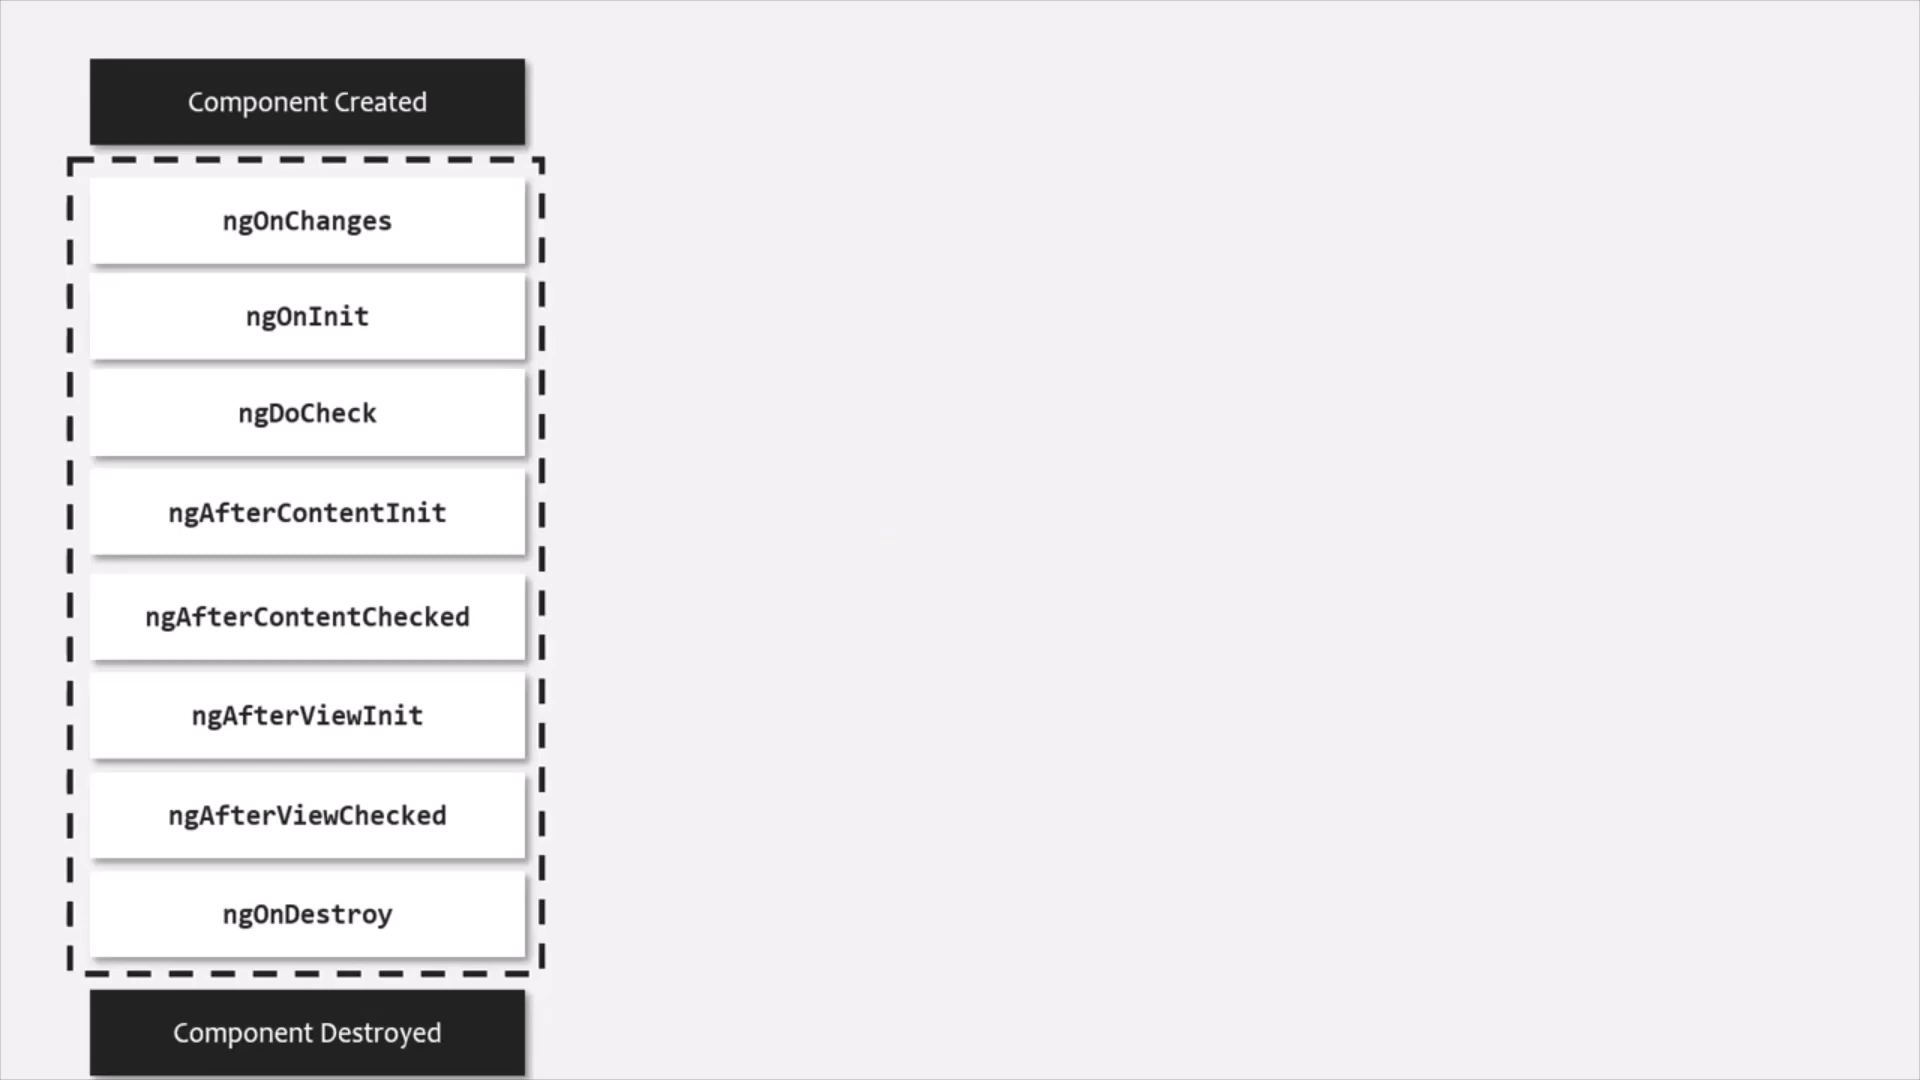 Component Created
ngOnChanges
ngOnInit
ngDoCheck
ngAfterContentInit
ngAfterContentChecked
ngAfterViewInit
ngAfterViewChecked
ngOnDestroy
Component Destroyed